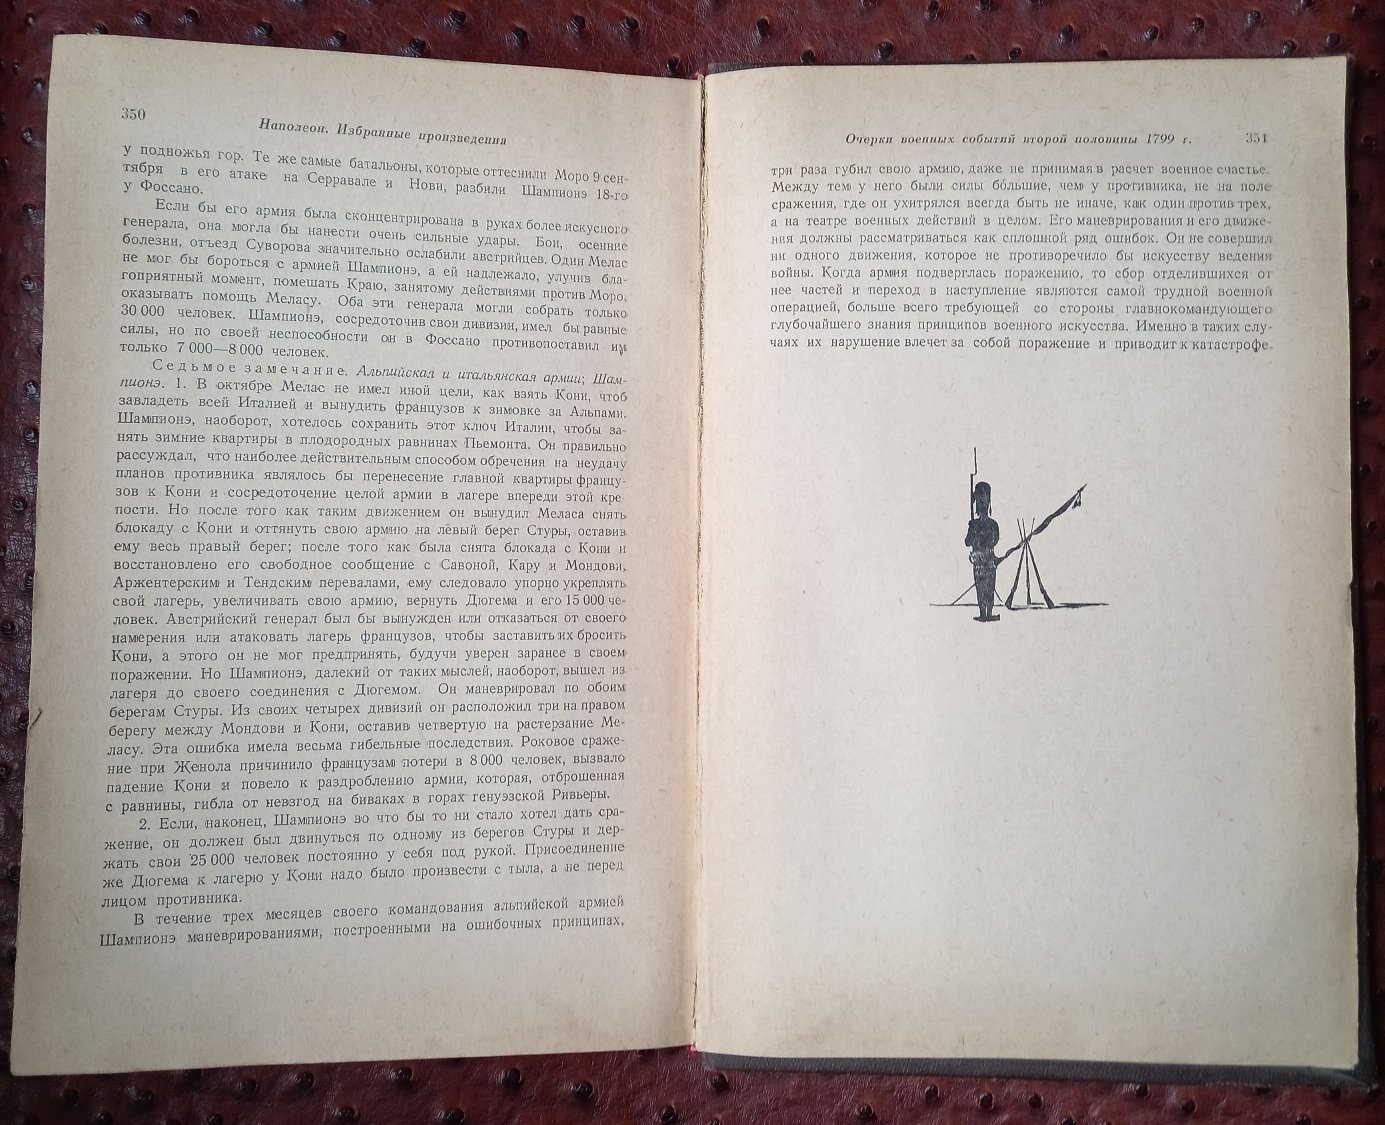 350
Наполеон. Избранные произведения
у подножья гор. Те же самые батальоны, которые оттеснили Моро 9 сен-
тября в его атаке на Серравале и Нови, разбили Шампионэ 18-го
у Фоссано.
Если бы его армия была сконцентрирована в руках более искусного
генерала, она могла бы нанести очень сильные удары. Бои, осенние
болезни, отъезд Суворова значительно ослабили австрийцев. Один Мелас
не мог бы бороться с армией Шампионэ, а ей надлежало, улучив бла-
гоприятный момент, помешать Краю, занятому действиями против Моро,
оказывать помощь Меласу. Оба эти генерала могли собрать только
30 000 человек. Шампионэ, сосредоточив свои дивизии, имел бы равные
силы, но по своей неспособности он в Фоссано противопоставил им
только 7 000—8 000 человек.
Седьмое замечание. Альпийская и итальянская армии; Шам-
пионэ. 1. В октябре Мелас не имел иной цели, как взять Кони, чтоб
завладеть всей Италией и вынудить французов к зимовке за Альпами.
Шампионэ, наоборот, хотелось сохранить этот ключ Италии, чтобы за-
нять зимние квартиры в плодородных равнинах Пьемонта. Он правильно
рассуждал, что наиболее действительным способом обречения на неудачу
планов противника являлось бы перенесение главной квартиры францу-
зов к Кони и сосредоточение целой армии в лагере впереди этой кре
пости. Но после того как таким движением он вынудил Меласа снять
блокаду с Кони и оттянуть свою армию на левый берег Стуры, оставив
ему весь правый берег; после того как была снята блокада с Кони и
восстановлено его свободное сообщение с Савоной, Кару и Мондови,
Аржентерским и Тендским перевалами, ему следовало упорно укреплять
свой лагерь, увеличивать свою армию, вернуть Дюгема и его 15 000 че-
ловек. Австрийский генерал был бы вынужден или отказаться от своего
намерения или атаковать лагерь французов, чтобы заставить их бросить
Кони, а этого он не мог предпринять, будучи уверен заранее в своем
поражении. Но Шампионэ, далекий от таких мыслей, наоборот, вышел из
лагеря до своего соединения с Дюгемом. Он маневрировал по обоим
берегам Стуры. Из своих четырех дивизий он расположил три на правом
берегу между Мондови и Кони, оставив четвертую на растерзание Ме-
ласу. Эта ошибка имела весьма гибельные последствия. Роковое сраже-
ние при Женола причинило французам потери в 8 000 человек, вызвало
падение Кони и повело к раздроблению армии, которая, отброшенная
с равнины, гибла от невзгод на биваках в горах генуэзской Ривьеры.
2. Если, наконец, Шампионэ во что бы то ни стало хотел дать сра-
жение, он должен был двинуться по одному из берегов Стуры и дер-
жать свои 25 000 человек постоянно у себя под рукой. Присоединение
же Дюгема к лагерю у Кони надо было произвести с тыла, а не перед
лицом противника.
В течение трех месяцев своего командования альпийской армией
Шампионэ маневрированиями, построенными на ошибочных принципах,
Очерки военных событий второй половины 1799 г.
351
три раза губил свою армию, даже не принимая в расчет военное счастье.
Между тем у него были силы бо́льшие, чем у противника, не на поле
сражения, где он ухитрялся всегда быть не иначе, как один против трех,
а на театре военных действий в целом. Его маневрирования и его движе-
ния должны рассматриваться как сплошной ряд ошибок. Он не совершил
ни одного движения, которое не противоречило бы искусству ведения
войны. Когда армия подверглась поражению, то сбор отделившихся от
нее частей и переход в наступление являются самой трудной военной
операцией, больше всего требующей со стороны главнокомандующего
глубочайшего знания принципов военного искусства. Именно в таких слу-
чаях их нарушение влечет за собой поражение и приводит к катастрофе.